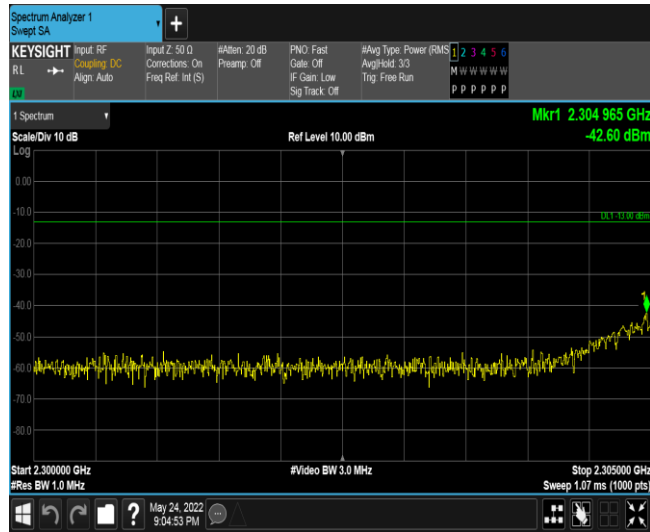 Spectrum Analyzer 1
Swept SA
+
KEYSIGHT Input: RF Input Z: 50 Ω #Atten: 20 dB PNO: Fast #Avg Type: Power (RMS 1 2 3 4 5 6
RL Coupling: DC Corrections: On Preamp: Off Gate: Off Avg|Hold: 3/3 M W W W W W
Align: Auto Freq Ref: Int (S) IF Gain: Low Trig: Free Run
LXI Sig Track: Off P P P P P P
1 Spectrum Mkr1 2.304 965 GHz
Scale/Div 10 dB Ref Level 10.00 dBm -42.60 dBm
Log
0.00
-10.0
DL1 -13.00 dBm
-20.0
-30.0
-40.0
-50.0
-60.0
-70.0
-80.0
Start 2.300000 GHz #Video BW 3.0 MHz Stop 2.305000 GHz
#Res BW 1.0 MHz Sweep 1.07 ms (1000 pts)
? May 24, 2022
9:04:53 PM